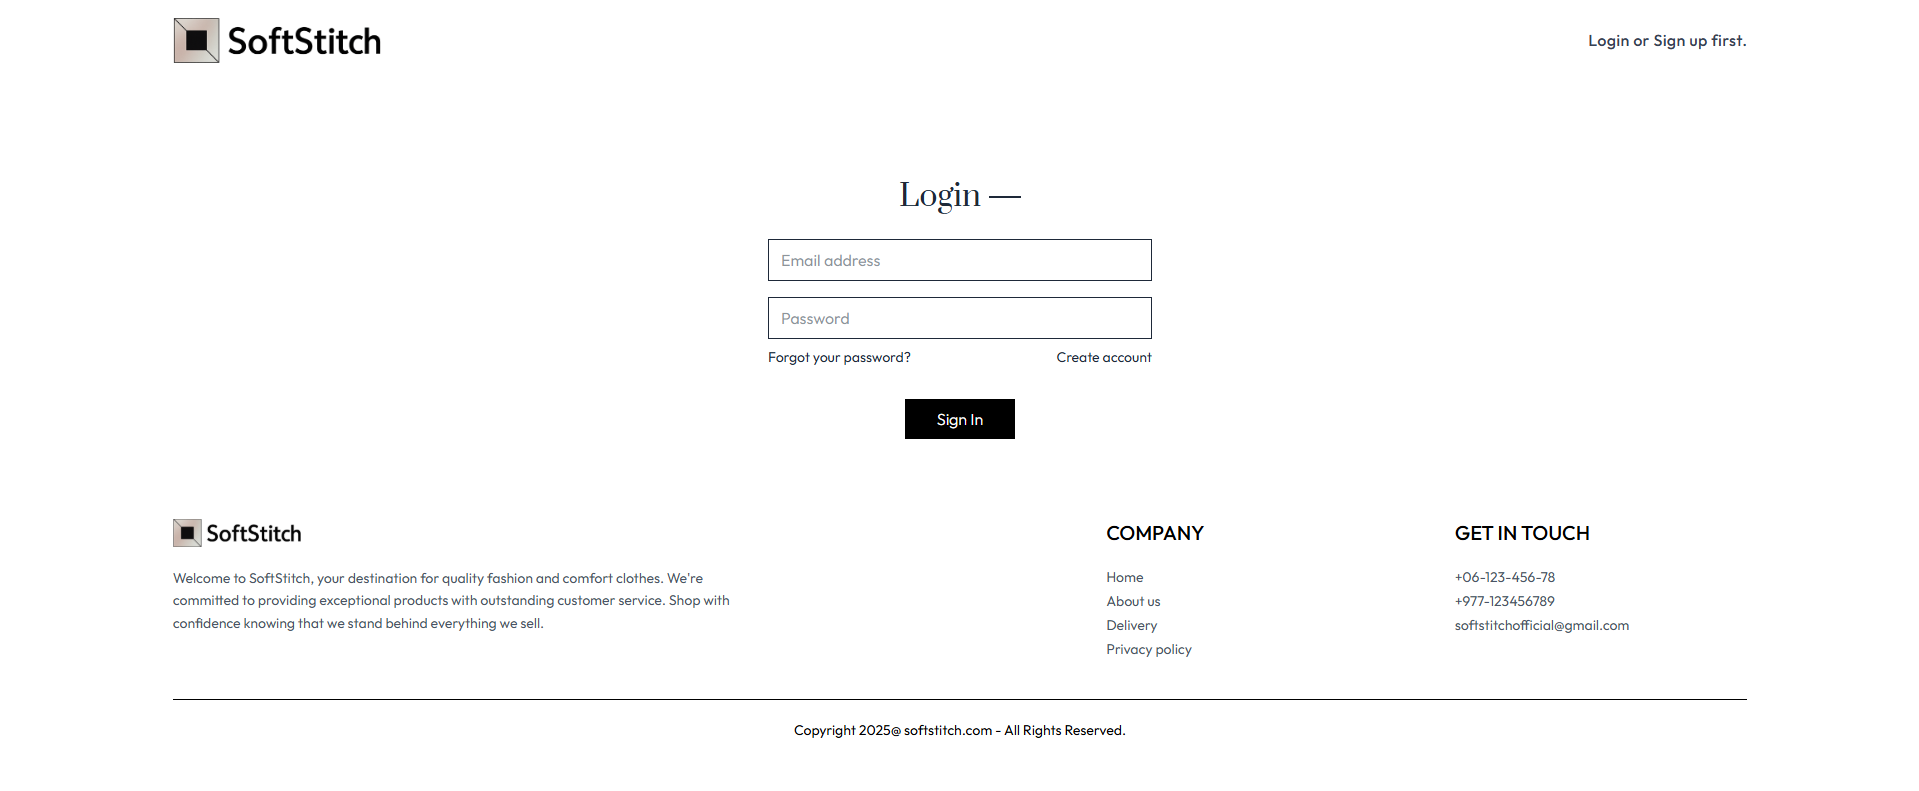 SoftStitch
Login or Sign up first.
Login —
Email address
Password
Forgot your password?
Create account
Sign In
SoftStitch
Welcome to SoftStitch, your destination for quality fashion and comfort clothes. We're
committed to providing exceptional products with outstanding customer service. Shop with
confidence knowing that we stand behind everything we sell.
COMPANY
Home
About us
Delivery
Privacy policy
GET IN TOUCH
+06-123-456-78
+977-123456789
softstitchofficial@gmail.com
Copyright 2025@ softstitch.com - All Rights Reserved.